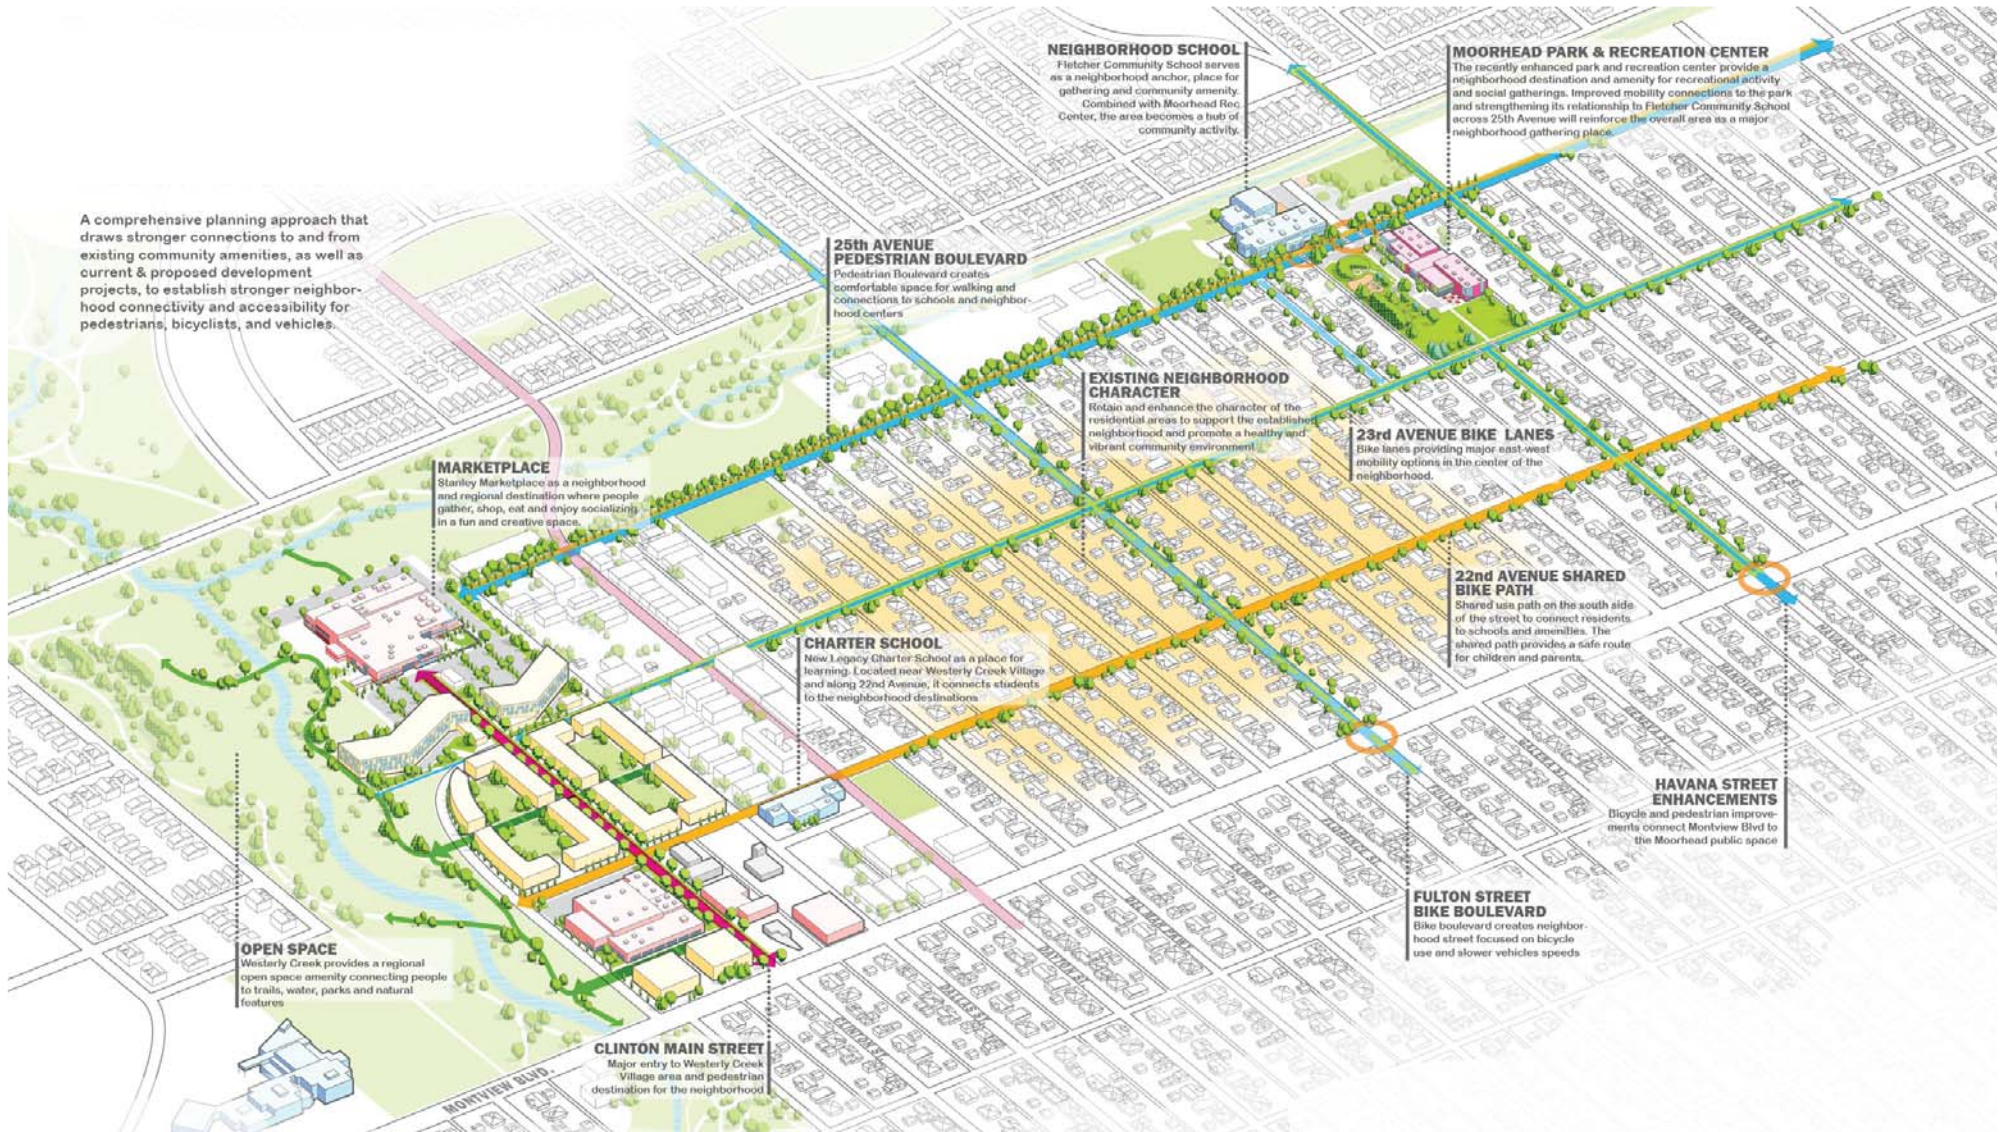 A comprehensive planning approach that
draws stronger connections to and from
existing community amenities, as well as
current & proposed development
projects, to establish stronger neighbor-
hood connectivity and accessibility for
pedestrians, bicyclists, and vehicles.
NEIGHBORHOOD SCHOOL
Fletcher Community School serves
as a neighborhood anchor, place for
gathering and community amenity.
Combined with Moorhead Rec
Center, the area becomes a hub of
community activity.
MOORHEAD PARK & RECREATION CENTER
The recently enhanced park and recreation center provide a
neighborhood destination and amenity for recreational activity
and social gatherings. Improved mobility connections to the park
and strengthening its relationship to Fletcher Community School
across 25th Avenue will reinforce the overall area as a major
neighborhood gathering place.
25th AVENUE
PEDESTRIAN BOULEVARD
Pedestrian Boulevard creates
comfortable space for walking and
connections to schools and neighbor-
hood centers
EXISTING NEIGHBORHOOD
CHARACTER
Retain and enhance the character of the
residential areas to support the established
neighborhood and promote a healthy and
vibrant community environment
23rd AVENUE BIKE LANES
Bike lanes providing major east-west
mobility options in the center of the
neighborhood.
MARKETPLACE
Stanley Marketplace as a neighborhood
and regional destination where people
gather, shop, eat and enjoy socializing
in a fun and creative space.
22nd AVENUE SHARED
BIKE PATH
Shared use path on the south side
of the street to connect residents
to schools and amenities. The
shared path provides a safe route
for children and parents.
CHARTER SCHOOL
New Legacy Charter School as a place for
learning. Located near Westerly Creek Village
and along 22nd Avenue, it connects students
to the neighborhood destinations
HAVANA STREET
ENHANCEMENTS
Bicycle and pedestrian improve-
ments connect Montview Blvd to
the Moorhead public space
FULTON STREET
BIKE BOULEVARD
Bike boulevard creates neighbor-
hood street focused on bicycle
use and slower vehicles speeds
OPEN SPACE
Westerly Creek provides a regional
open space amenity connecting people
to trails, water, parks and natural
features
CLINTON MAIN STREET
Major entry to Westerly Creek
Village area and pedestrian
destination for the neighborhood
MONTVIEW BLVD.
HAVANA ST.
FULTON ST.